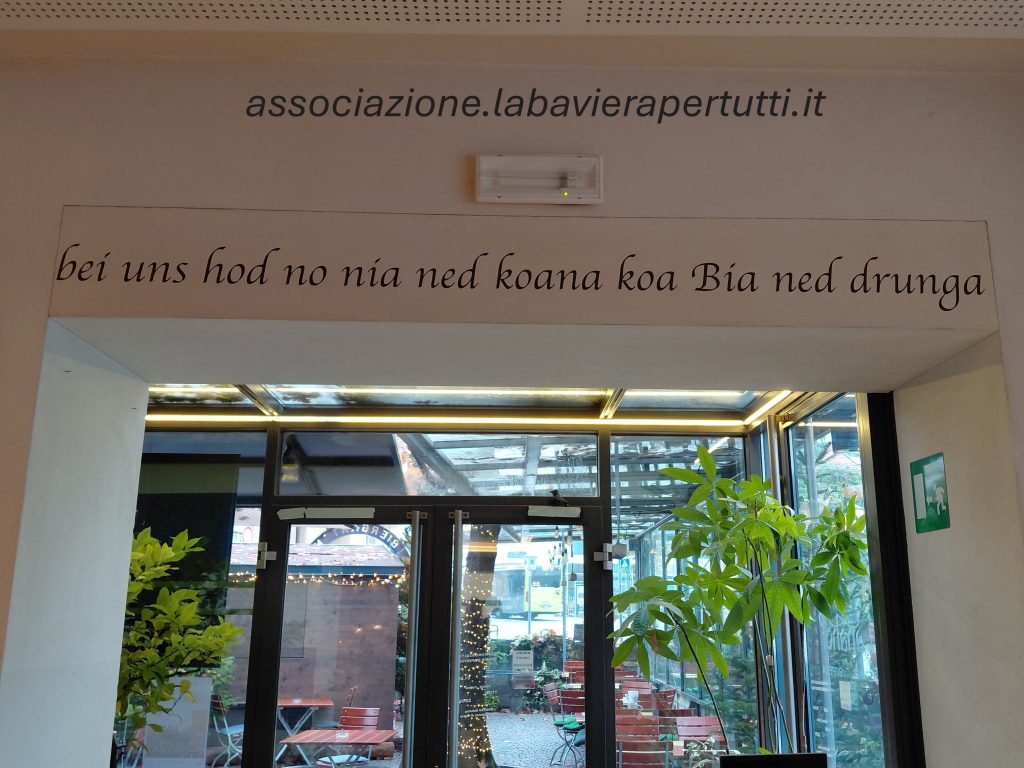 associazione.labavierapertutti.it
bei uns hod no nia ned koana koa Bia ned drunga